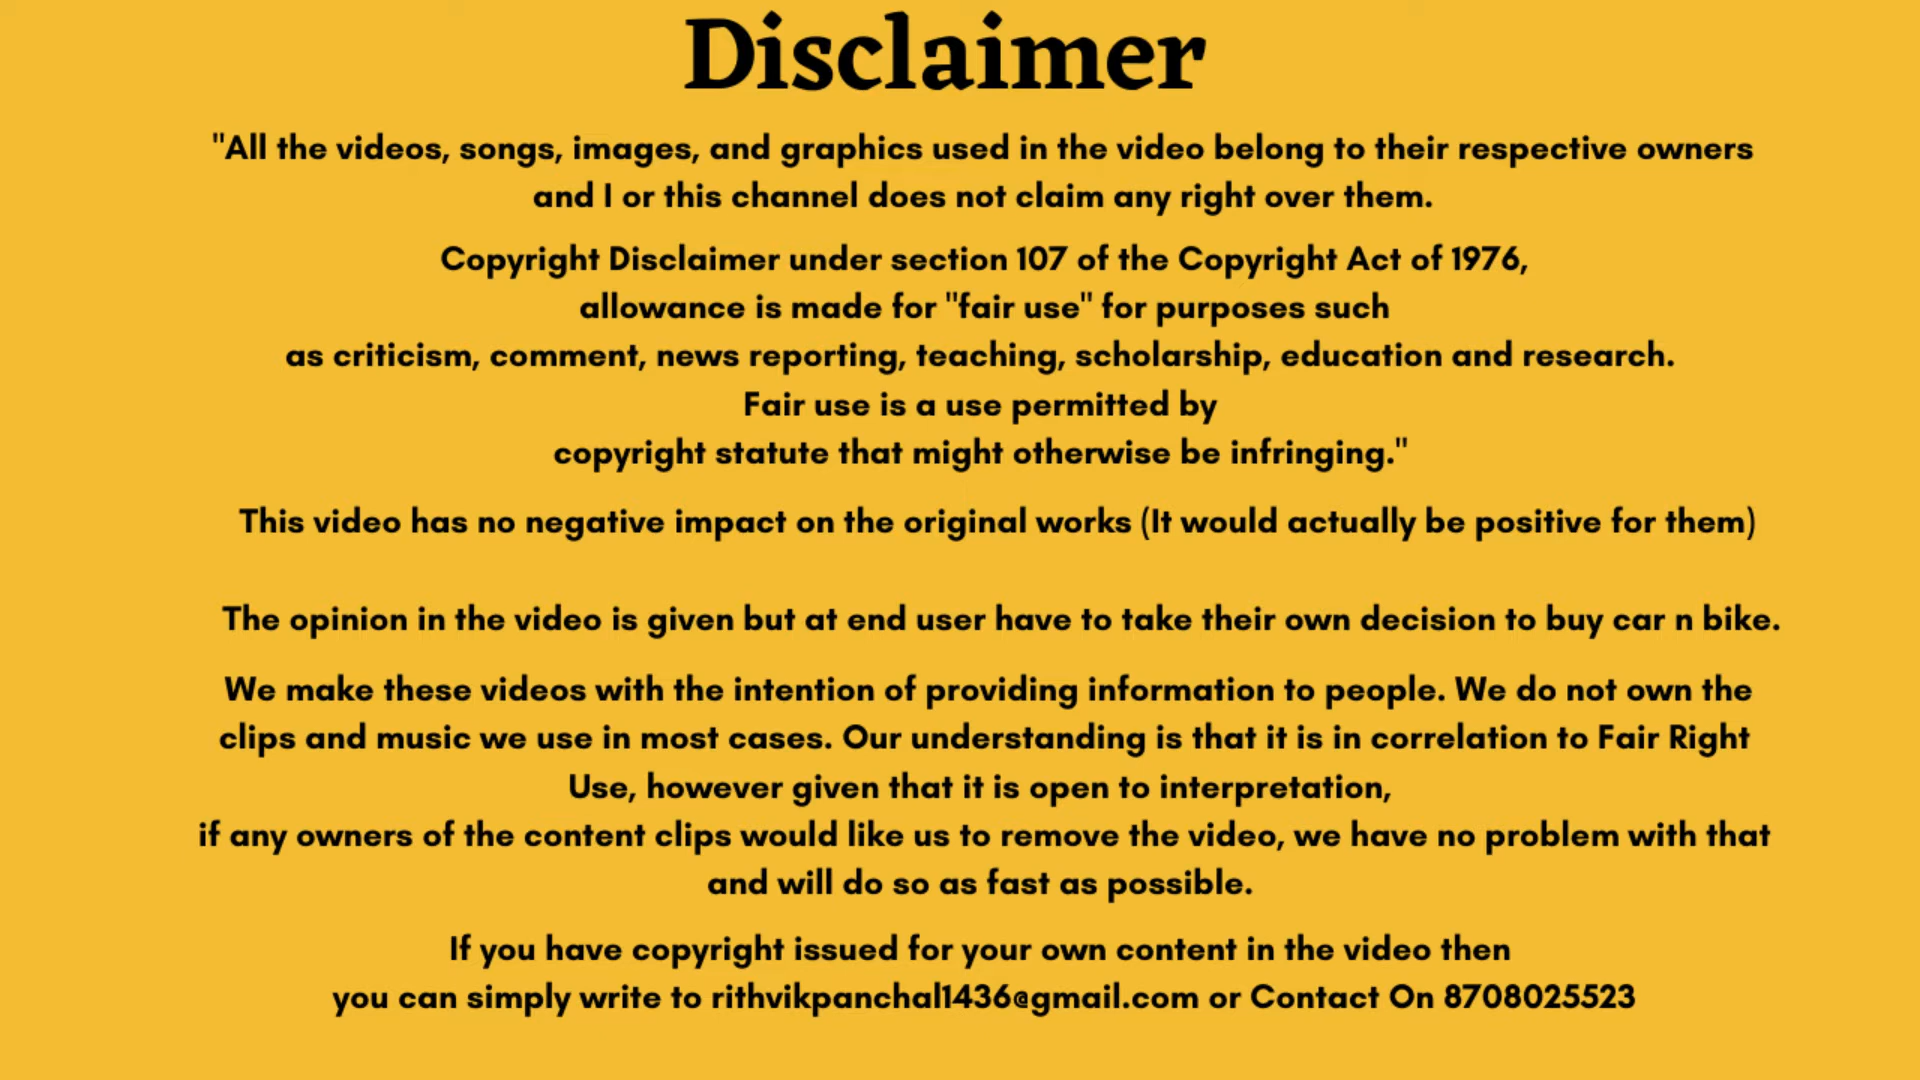 Disclaimer
"All the videos, songs, images, and graphics used in the video belong to their respective owners
and I or this channel does not claim any right over them.
Copyright Disclaimer under section 107 of the Copyright Act of 1976,
allowance is made for "fair use" for purposes such
as criticism, comment, news reporting, teaching, scholarship, education and research.
Fair use is a use permitted by
copyright statute that might otherwise be infringing."
This video has no negative impact on the original works (It would actually be positive for them)
The opinion in the video is given but at end user have to take their own decision to buy car n bike.
We make these videos with the intention of providing information to people. We do not own the
clips and music we use in most cases. Our understanding is that it is in correlation to Fair Right
Use, however given that it is open to interpretation,
if any owners of the content clips would like us to remove the video, we have no problem with that
and will do so as fast as possible.
If you have copyright issued for your own content in the video then
you can simply write to rithvikpanchal1436@gmail.com or Contact On 8708025523